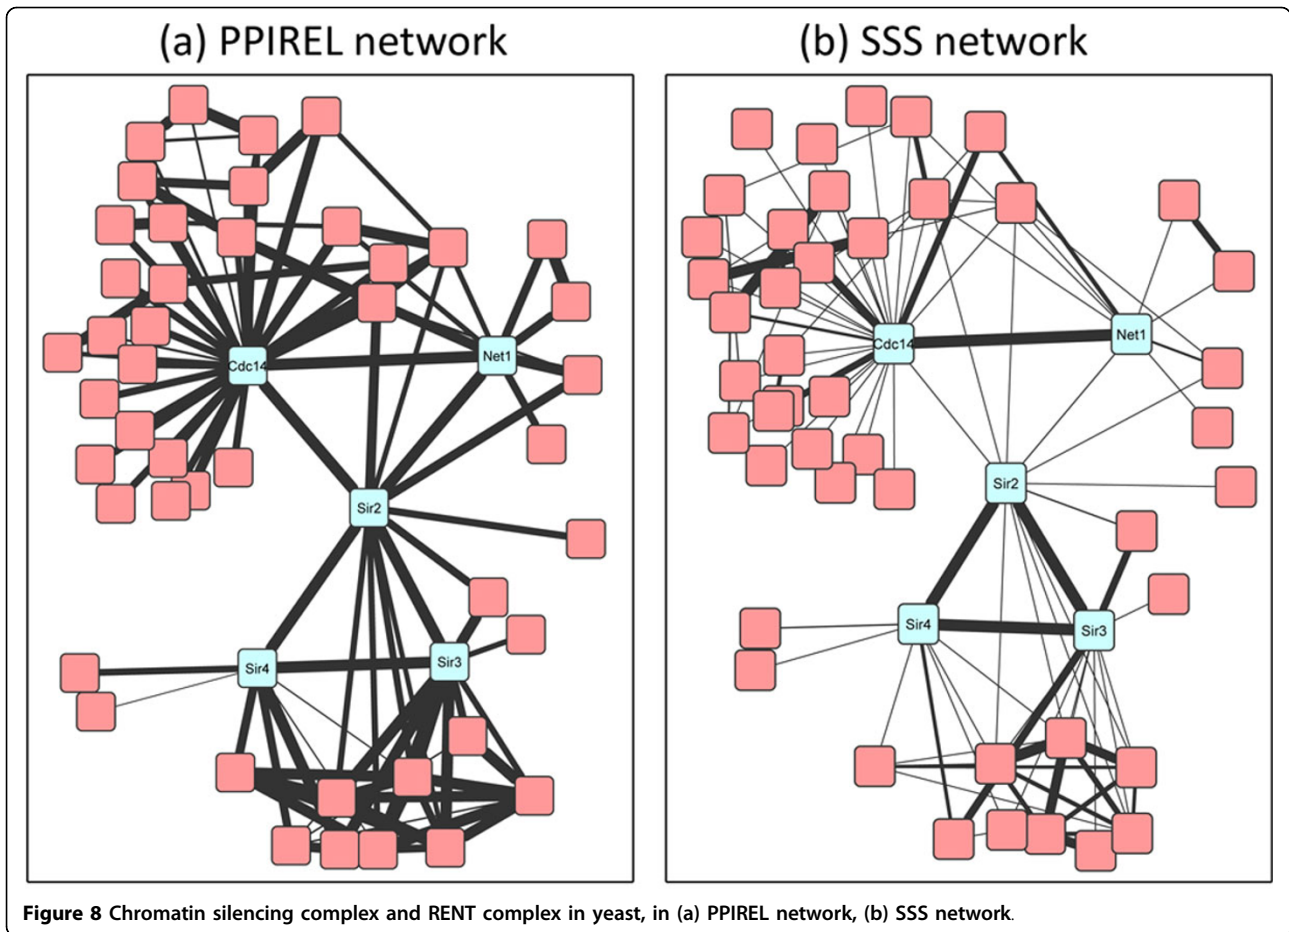 (a) PPIREL network
(b) SSS network
Cdc14
Net1
Sir2
Sir4
Sir3
Cdc14
Net1
Sir2
Sir4
Sir3
Figure 8 Chromatin silencing complex and RENT complex in yeast, in (a) PPIREL network, (b) SSS network.